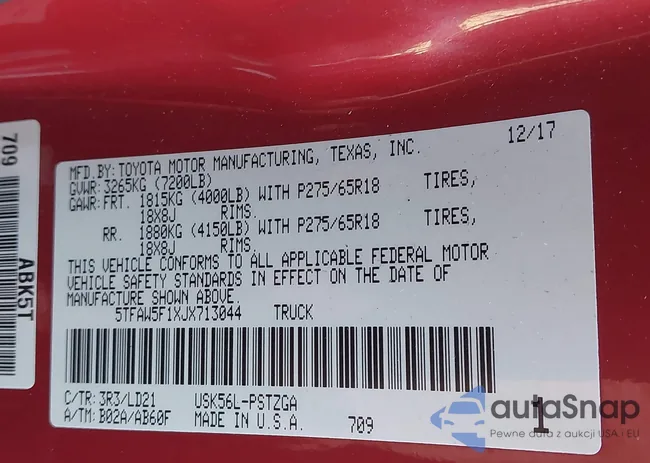 709
ABK5T
12/17
MFD.BY:TOYOTA MOTOR MANUFACTURING, TEXAS, INC.
GVWR: 3265KG (7200LB)
GAWR:FRT. 1815KG (4000LB) WITH P275/65R18 TIRES,
18X8J RIMS.
RR. 1880KG (4150LB) WITH P275/65R18 TIRES,
18X8J RIMS.
THIS VEHICLE CONFORMS TO ALL APPLICABLE FEDERAL MOTOR
VEHICLE SAFETY STANDARDS IN EFFECT ON THE DATE OF
MANUFACTURE SHOWN ABOVE.
5TFAW5F1XJX713044 TRUCK
C/TR: 3R3/LD21 USK56L-PSTZGA
A/TM: B02A/AB60F MADE IN U.S.A. 709 1
autoSnap
Pewne auta z aukcji USA i EU